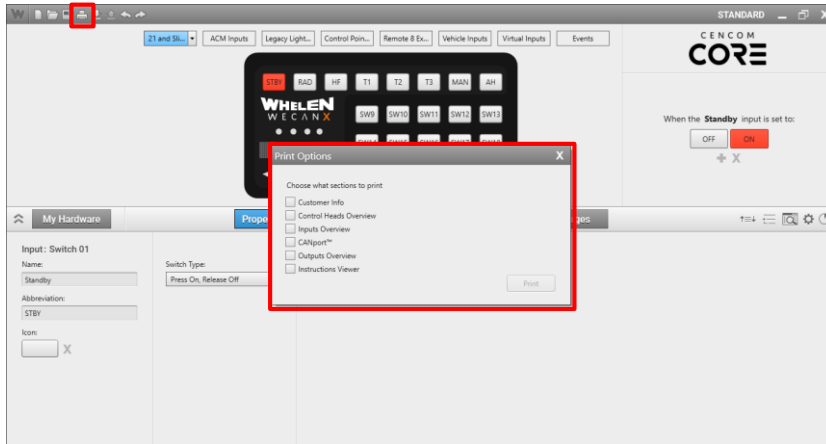 STANDARD
21 and Sli...
ACM Inputs
Legacy Light...
Control Poin...
Remote 8 Ex...
Vehicle Inputs
Virtual Inputs
Events
CENCOM
CORE
STBY
RAD
HF
T1
T2
T3
MAN
AH
WHELEN
WECANX
SW9
SW10
SW11
SW12
SW13
When the Standby input is set to:
OFF
ON
Print Options
X
Choose what sections to print
Customer Info
Control Heads Overview
Inputs Overview
CANport™
Outputs Overview
Instructions Viewer
Print
My Hardware
Input: Switch 01
Name:
Standby
Abbreviation:
STBY
Icon:
X
Switch Type:
Press On, Release Off